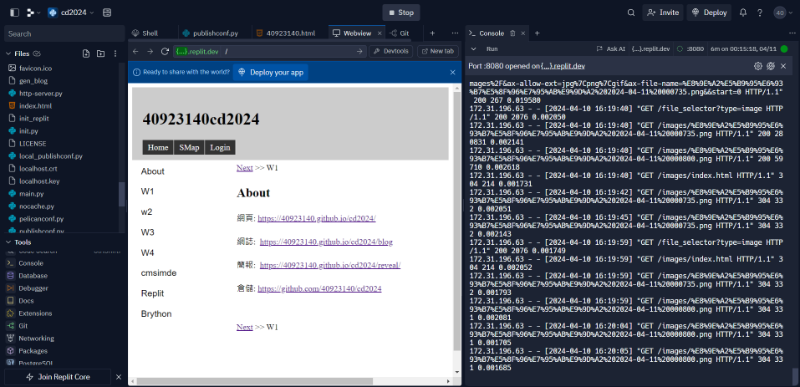 cd2024
Stop
Invite
Deploy
Search
Files
favicon.ico
gen_blog
http-server.py
index.html
init_replit
init.py
LICENSE
local_publishconf.py
localhost.crt
localhost.key
main.py
nocache.py
pelicanconf.py
publishconf.py
Tools
Console
Database
Debugger
Docs
Extensions
Git
Networking
Packages
PostgreSQL
Join Replit Core
Shell
publishconf.py
40923140.html
Webview
Git
{...}.replit.dev /
Devtools
New tab
Ready to share with the world?
Deploy your app
40923140cd2024
Home
SMap
Login
About
W1
w2
W3
W4
cmsimde
Replit
Brython
Next >> W1
About
網頁: https://40923140.github.io/cd2024/
網誌: https://40923140.github.io/cd2024/blog
簡報: https://40923140.github.io/cd2024/reveal/
倉儲: https://github.com/40923140/cd2024
Next >> W1
Console
Run
Ask AI
{...}.replit.dev
:8080
6m on 00:15:18, 04/11
Port :8080 opened on {...}.replit.dev
mages%2F&ax-allow-ext=jpg%7Cpng%7Cgif&ax-file-name=%E8%9E%A2%E5%B9%95%E6%93
%B7%E5%8F%96%E7%95%AB%E9%9D%A2%202024-04-11%20000735.png&&start=0 HTTP/1.1"
200 267 0.019580
172.31.196.63 - - [2024-04-10 16:19:40] "GET /file_selector?type=image HTTP
/1.1" 200 2076 0.002050
172.31.196.63 - - [2024-04-10 16:19:40] "GET /images/%E8%9E%A2%E5%B9%95%E6%
93%B7%E5%8F%96%E7%95%AB%E9%9D%A2%202024-04-11%20000735.png HTTP/1.1" 200 28
0831 0.002141
172.31.196.63 - - [2024-04-10 16:19:40] "GET /images/%E8%9E%A2%E5%B9%95%E6%
93%B7%E5%8F%96%E7%95%AB%E9%9D%A2%202024-04-11%20000800.png HTTP/1.1" 200 59
710 0.002618
172.31.196.63 - - [2024-04-10 16:19:40] "GET /images/index.html HTTP/1.1" 3
04 214 0.001731
172.31.196.63 - - [2024-04-10 16:19:42] "GET /images/%E8%9E%A2%E5%B9%95%E6%
93%B7%E5%8F%96%E7%95%AB%E9%9D%A2%202024-04-11%20000735.png HTTP/1.1" 304 33
2 0.002051
172.31.196.63 - - [2024-04-10 16:19:45] "GET /images/%E8%9E%A2%E5%B9%95%E6%
93%B7%E5%8F%96%E7%95%AB%E9%9D%A2%202024-04-11%20000735.png HTTP/1.1" 304 33
2 0.002143
172.31.196.63 - - [2024-04-10 16:19:59] "GET /file_selector?type=image HTTP
/1.1" 200 2076 0.001749
172.31.196.63 - - [2024-04-10 16:19:59] "GET /images/index.html HTTP/1.1" 3
04 214 0.002052
172.31.196.63 - - [2024-04-10 16:19:59] "GET /images/%E8%9E%A2%E5%B9%95%E6%
93%B7%E5%8F%96%E7%95%AB%E9%9D%A2%202024-04-11%20000735.png HTTP/1.1" 304 33
2 0.001793
172.31.196.63 - - [2024-04-10 16:19:59] "GET /images/%E8%9E%A2%E5%B9%95%E6%
93%B7%E5%8F%96%E7%95%AB%E9%9D%A2%202024-04-11%20000800.png HTTP/1.1" 304 33
1 0.002081
172.31.196.63 - - [2024-04-10 16:20:04] "GET /images/%E8%9E%A2%E5%B9%95%E6%
93%B7%E5%8F%96%E7%95%AB%E9%9D%A2%202024-04-11%20000800.png HTTP/1.1" 304 33
1 0.001705
172.31.196.63 - - [2024-04-10 16:20:05] "GET /images/%E8%9E%A2%E5%B9%95%E6%
93%B7%E5%8F%96%E7%95%AB%E9%9D%A2%202024-04-11%20000800.png HTTP/1.1" 304 33
1 0.001685